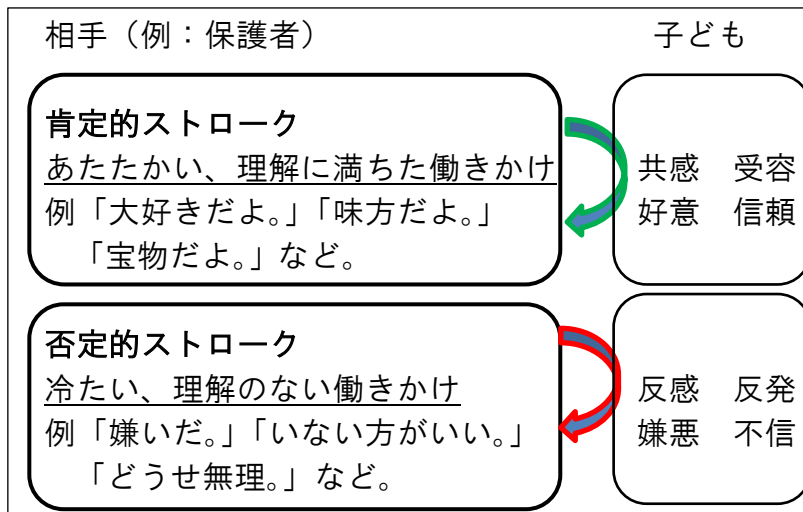 相手（例：保護者）
子ども
肯定的ストローク
あたたかい、理解に満ちた働きかけ
例「大好きだよ。」「味方だよ。」
「宝物だよ。」など。
共感　受容
好意　信頼
否定的ストローク
冷たい、理解のない働きかけ
例「嫌いだ。」「いない方がいい。」
「どうせ無理。」など。
反感　反発
嫌悪　不信